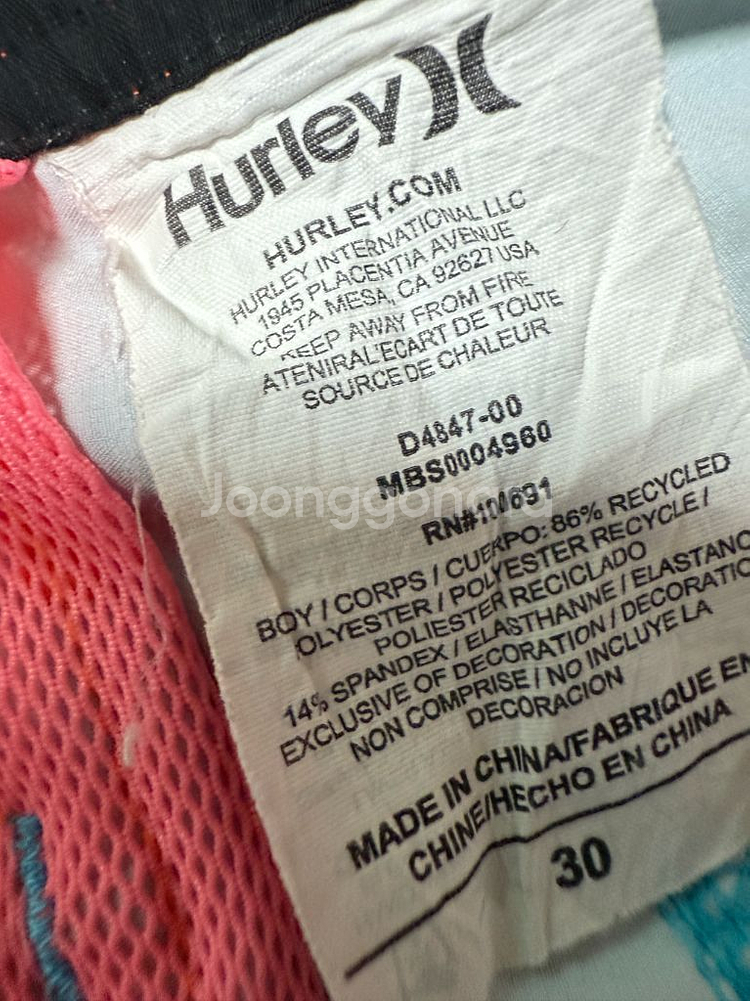 Hurley
HURLEY.COM
HURLEY INTERNATIONAL LLC
1945 PLACENTIA AVENUE
COSTA MESA, CA 92627 USA
KEEP AWAY FROM FIRE
ATENIRAL'ECART DE TOUTE
SOURCE DE CHALEUR
D4847-00
MBS0004960
BOY / CORPS / CUERPO: 86% RECYCLED
POLYESTER / POLYESTER RECYCLE /
POLIESTER RECICLADO
14% SPANDEX / ELASTHANNE / ELASTANO
EXCLUSIVE OF DECORATION / DECORATIO
NON COMPRISE / NO INCLUYE LA
DECORACION
MADE IN CHINA/FABRIQUE EN
CHINE/HECHO EN CHINA
30